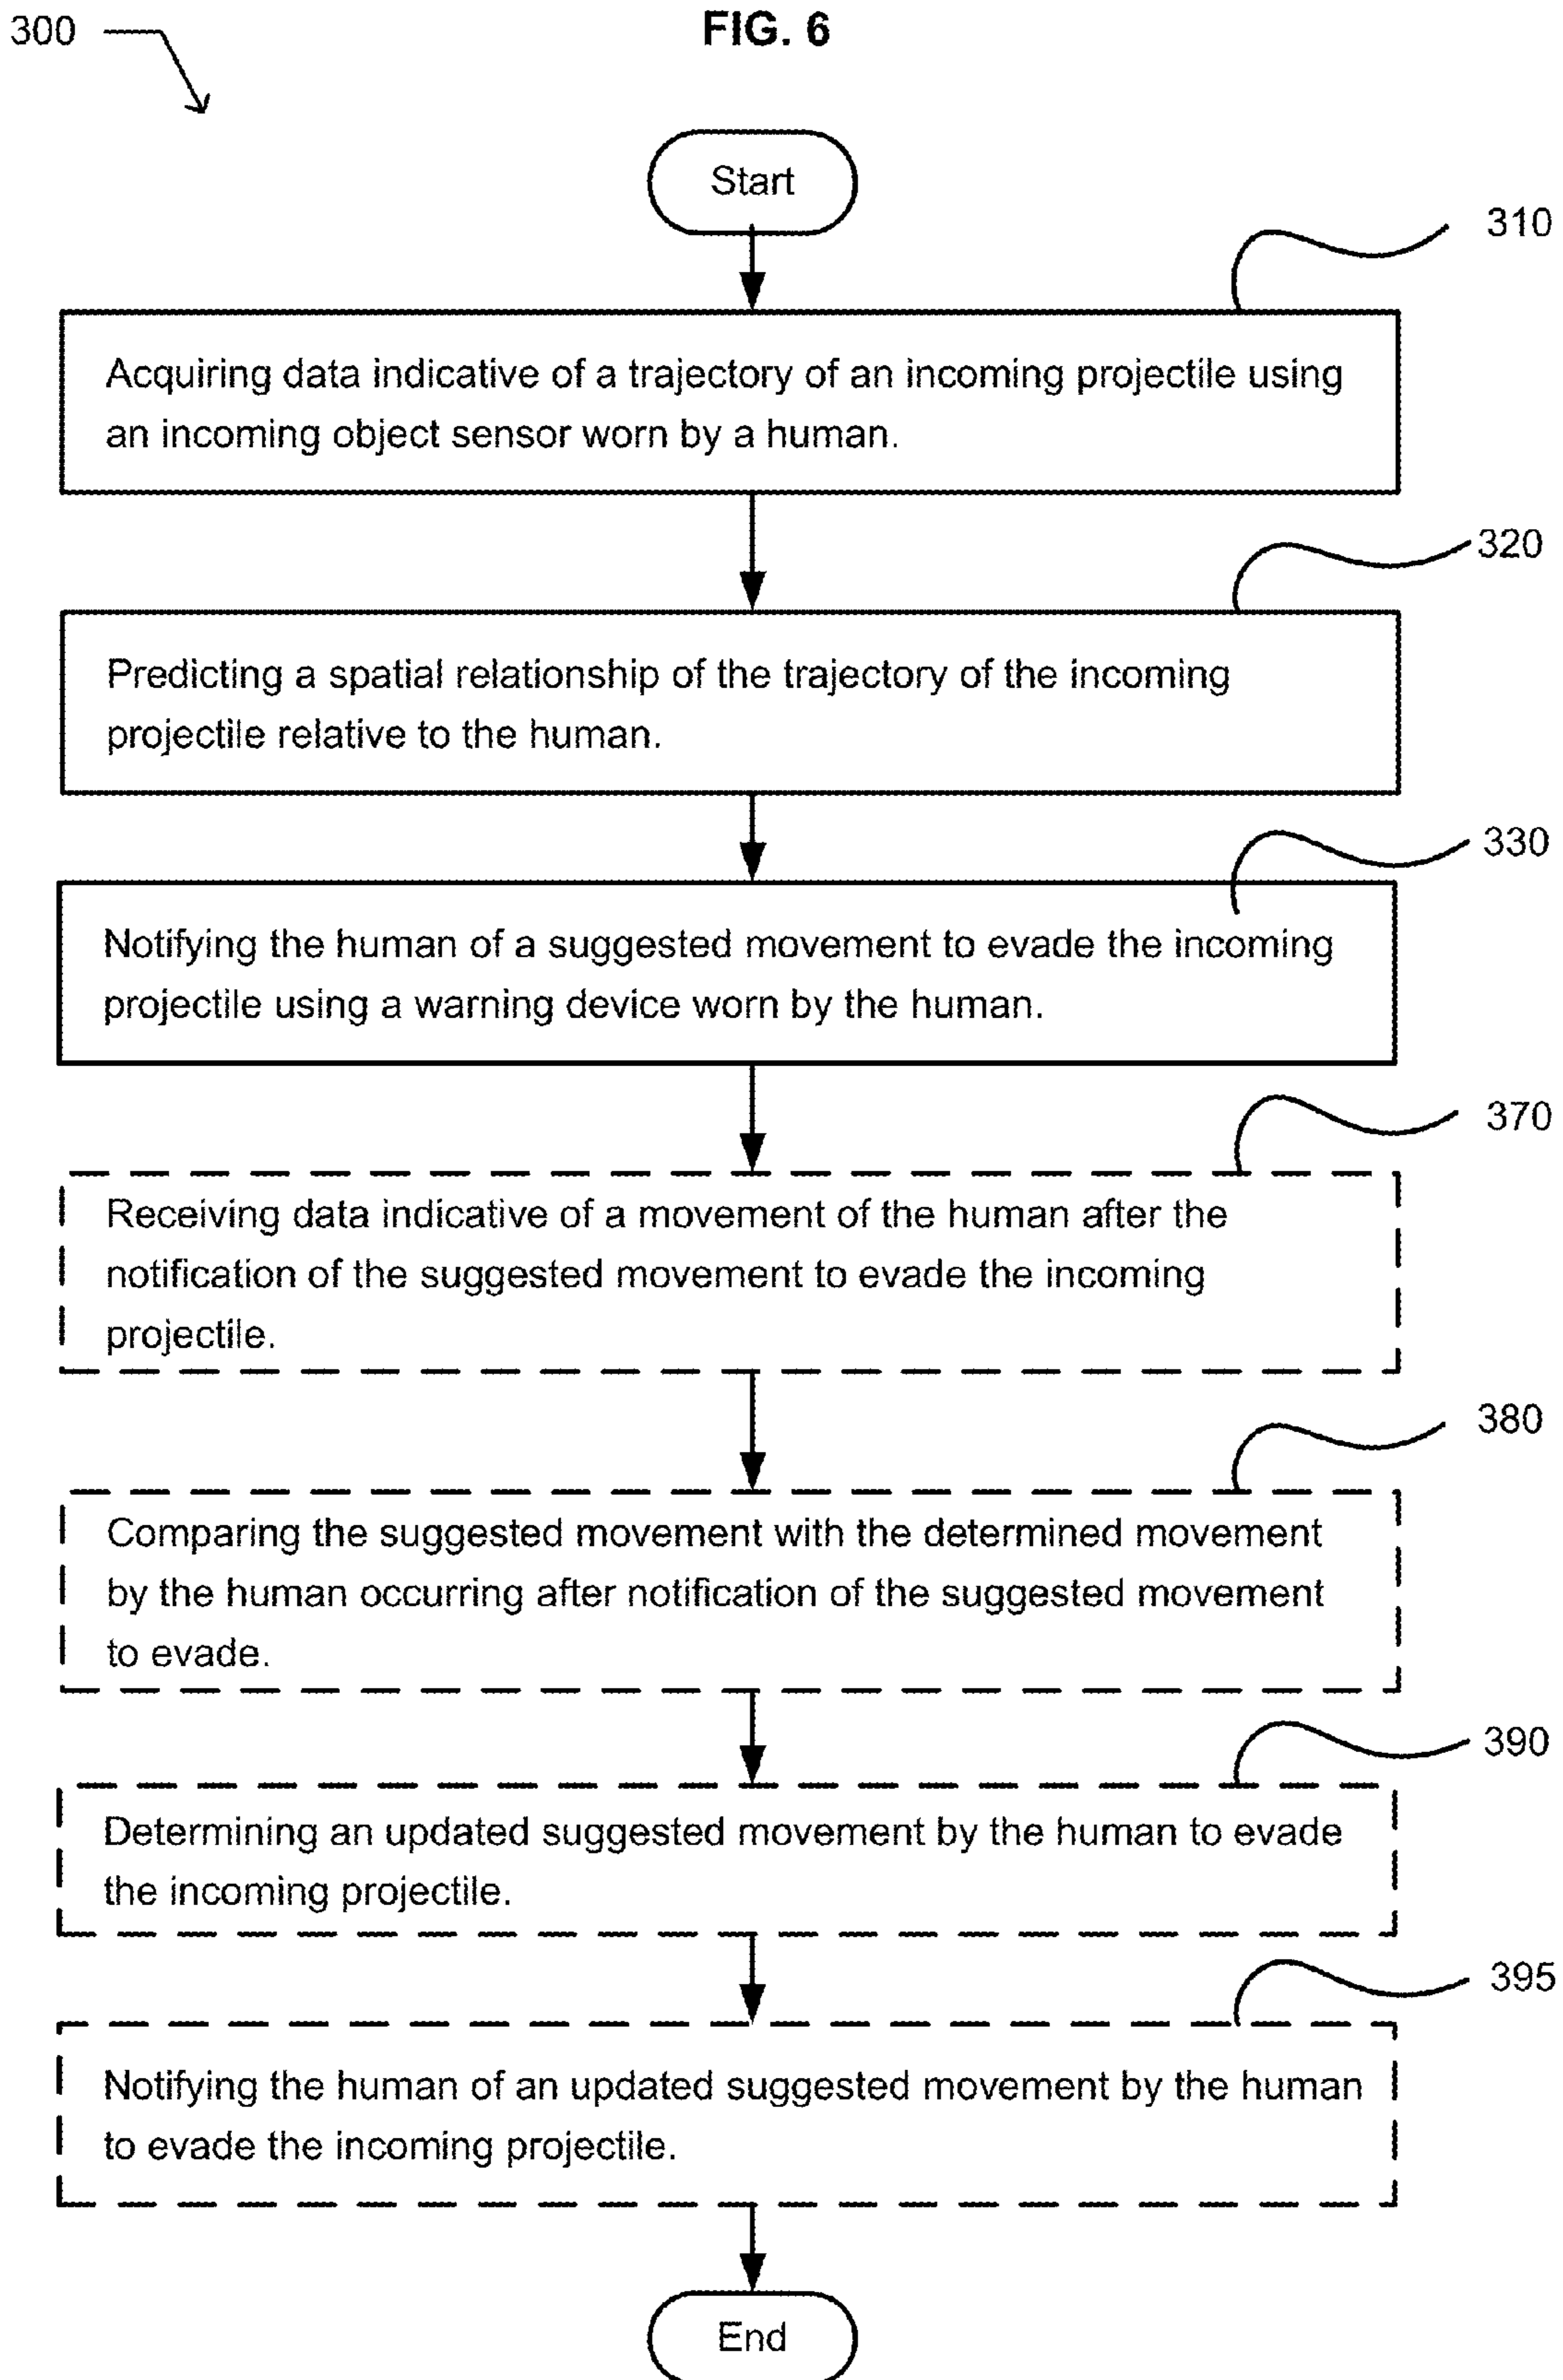 300
FIG. 6
Start
310
Acquiring data indicative of a trajectory of an incoming projectile using
an incoming object sensor worn by a human.
320
Predicting a spatial relationship of the trajectory of the incoming
projectile relative to the human.
330
Notifying the human of a suggested movement to evade the incoming
projectile using a warning device worn by the human.
370
Receiving data indicative of a movement of the human after the
notification of the suggested movement to evade the incoming
projectile.
380
Comparing the suggested movement with the determined movement
by the human occurring after notification of the suggested movement
to evade.
390
Determining an updated suggested movement by the human to evade
the incoming projectile.
395
Notifying the human of an updated suggested movement by the human
to evade the incoming projectile.
End